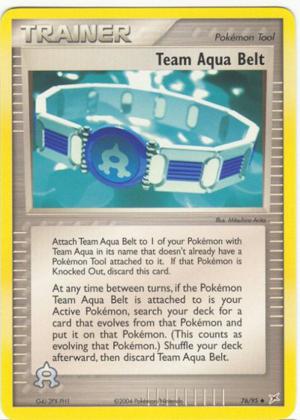 TRAINER
Pokémon Tool
Team Aqua Belt
Illus. Mitsuhiro Arita
Attach Team Aqua Belt to 1 of your Pokémon with
Team Aqua in its name that doesn't already have a
Pokémon Tool attached to it. If that Pokémon
is Knocked Out, discard this card.
At any time between turns, if the Pokémon
Team Aqua Belt is attached to is your
Active Pokémon, search your deck for a
card that evolves from that Pokémon and
put it on that Pokémon. (This counts as
evolving that Pokémon.) Shuffle your deck
afterward, then discard Team Aqua Belt.
©2004 Pokémon/Nintendo
76/95